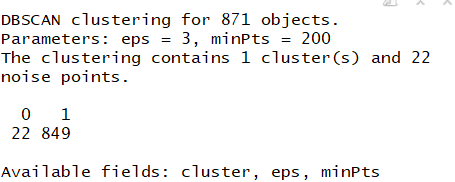 DBSCAN clustering for 871 objects.
Parameters: eps = 3, minPts = 200
The clustering contains 1 cluster(s) and 22
noise points.
0 1
22 849
Available fields: cluster, eps, minPts